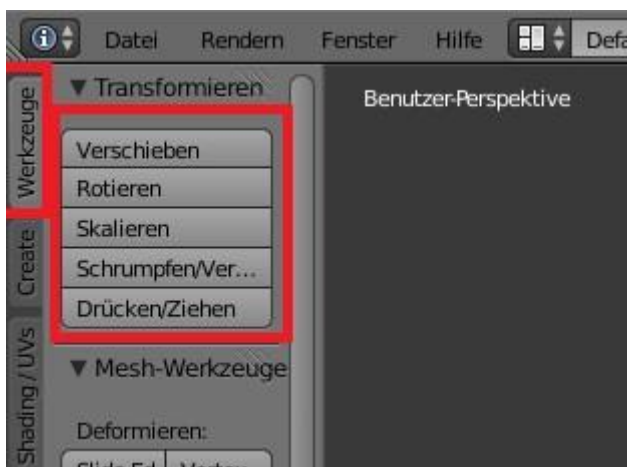 Datei Rendern Fenster Hilfe Defa
Werkzeuge
Create
Shading / UVs
Transformieren
Verschieben
Rotieren
Skalieren
Schrumpfen/Ver...
Drücken/Ziehen
Mesh-Werkzeuge
Deformieren:
Benutzer-Perspektive